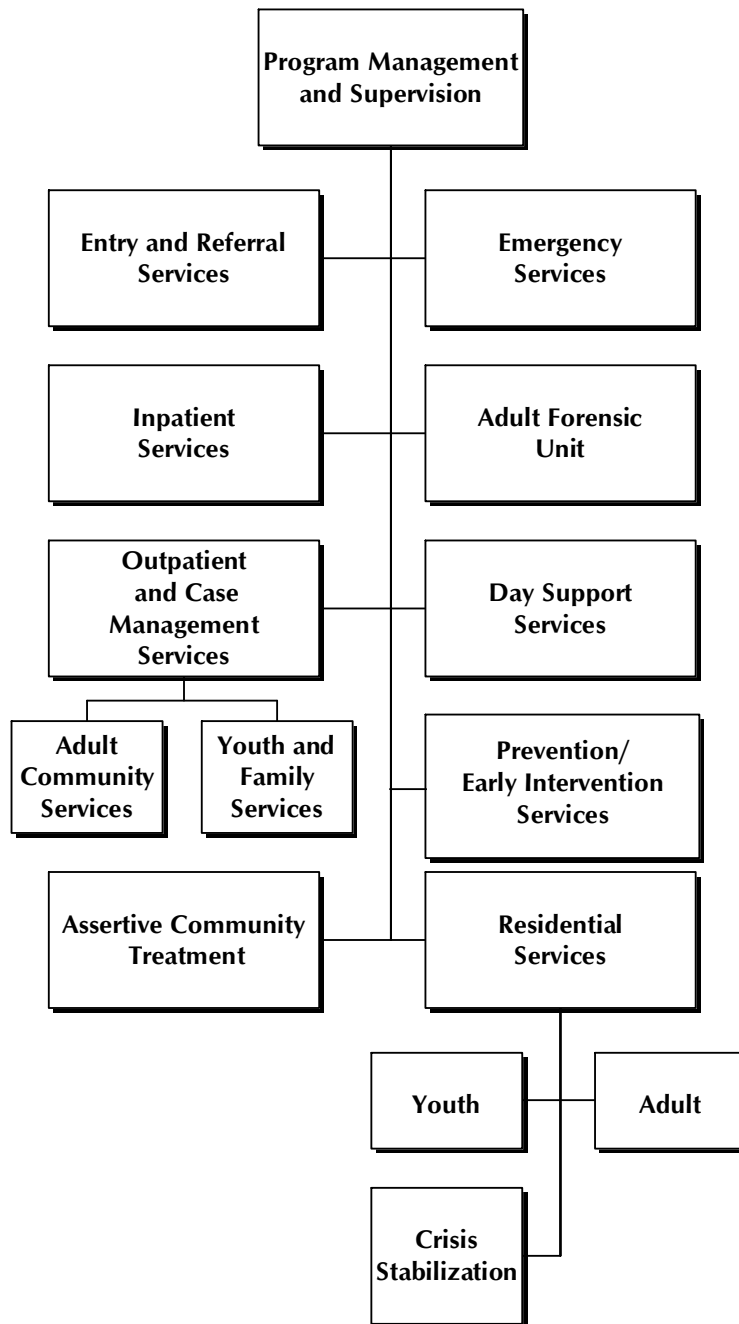 Program Management
and Supervision
Entry and Referral
Services
Emergency
Services
Inpatient
Services
Adult Forensic
Unit
Outpatient
and Case
Management
Services
Day Support
Services
Adult
Community
Services
Youth and
Family
Services
Prevention/
Early Intervention
Services
Assertive Community
Treatment
Residential
Services
Youth
Adult
Crisis
Stabilization